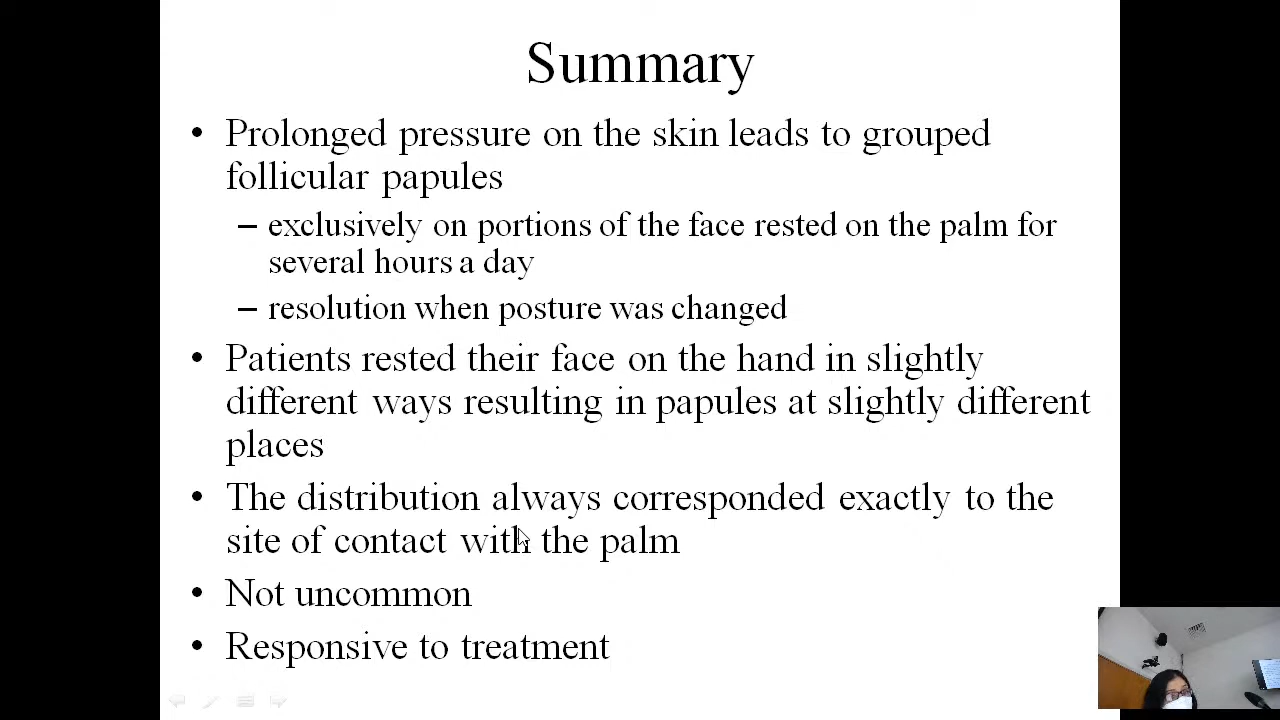 Summary
• Prolonged pressure on the skin leads to grouped
follicular papules
– exclusively on portions of the face rested on the palm for
several hours a day
– resolution when posture was changed
• Patients rested their face on the hand in slightly
different ways resulting in papules at slightly different
places
• The distribution always corresponded exactly to the
site of contact with the palm
• Not uncommon
• Responsive to treatment